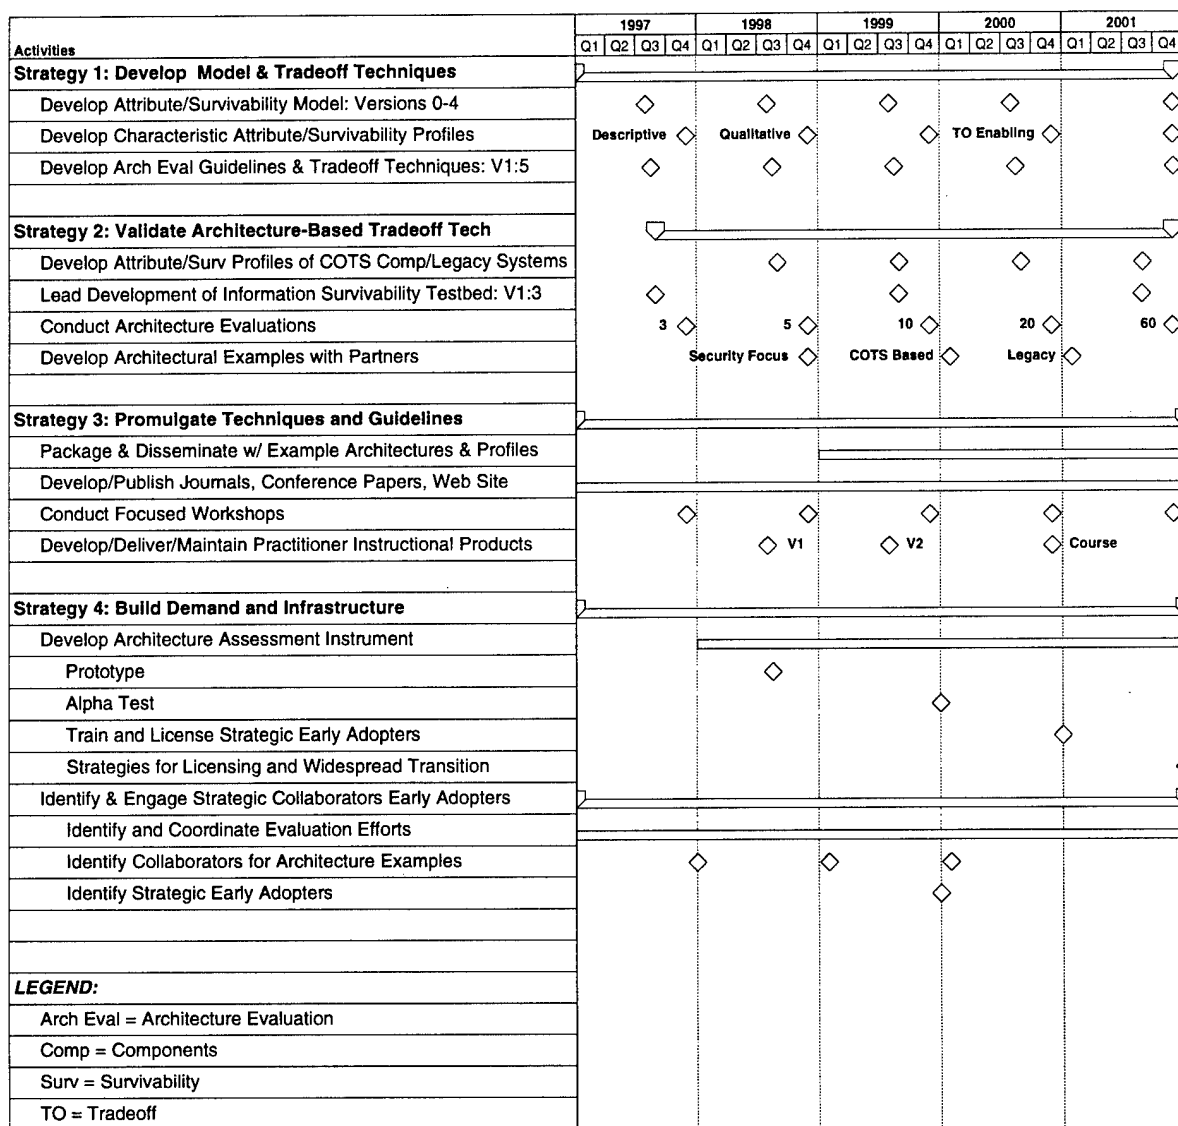 1997 1998 1999 2000 2001
Activities Q1 Q2 Q3 Q4 Q1 Q2 Q3 Q4 Q1 Q2 Q3 Q4 Q1 Q2 Q3 Q4 Q1 Q2 Q3 Q4
Strategy 1: Develop Model & Tradeoff Techniques
Develop Attribute/Survivability Model: Versions 0-4
Develop Characteristic Attribute/Survivability Profiles Descriptive Qualitative TO Enabling
Develop Arch Eval Guidelines & Tradeoff Techniques: V1:5
Strategy 2: Validate Architecture-Based Tradeoff Tech
Develop Attribute/Surv Profiles of COTS Comp/Legacy Systems
Lead Development of Information Survivability Testbed: V1:3
Conduct Architecture Evaluations 3 5 10 20 60
Develop Architectural Examples with Partners Security Focus COTS Based Legacy
Strategy 3: Promulgate Techniques and Guidelines
Package & Disseminate w/ Example Architectures & Profiles
Develop/Publish Journals, Conference Papers, Web Site
Conduct Focused Workshops
Develop/Deliver/Maintain Practitioner Instructional Products V1 V2 Course
Strategy 4: Build Demand and Infrastructure
Develop Architecture Assessment Instrument
Prototype
Alpha Test
Train and License Strategic Early Adopters
Strategies for Licensing and Widespread Transition
Identify & Engage Strategic Collaborators Early Adopters
Identify and Coordinate Evaluation Efforts
Identify Collaborators for Architecture Examples
Identify Strategic Early Adopters
LEGEND:
Arch Eval = Architecture Evaluation
Comp = Components
Surv = Survivability
TO = Tradeoff